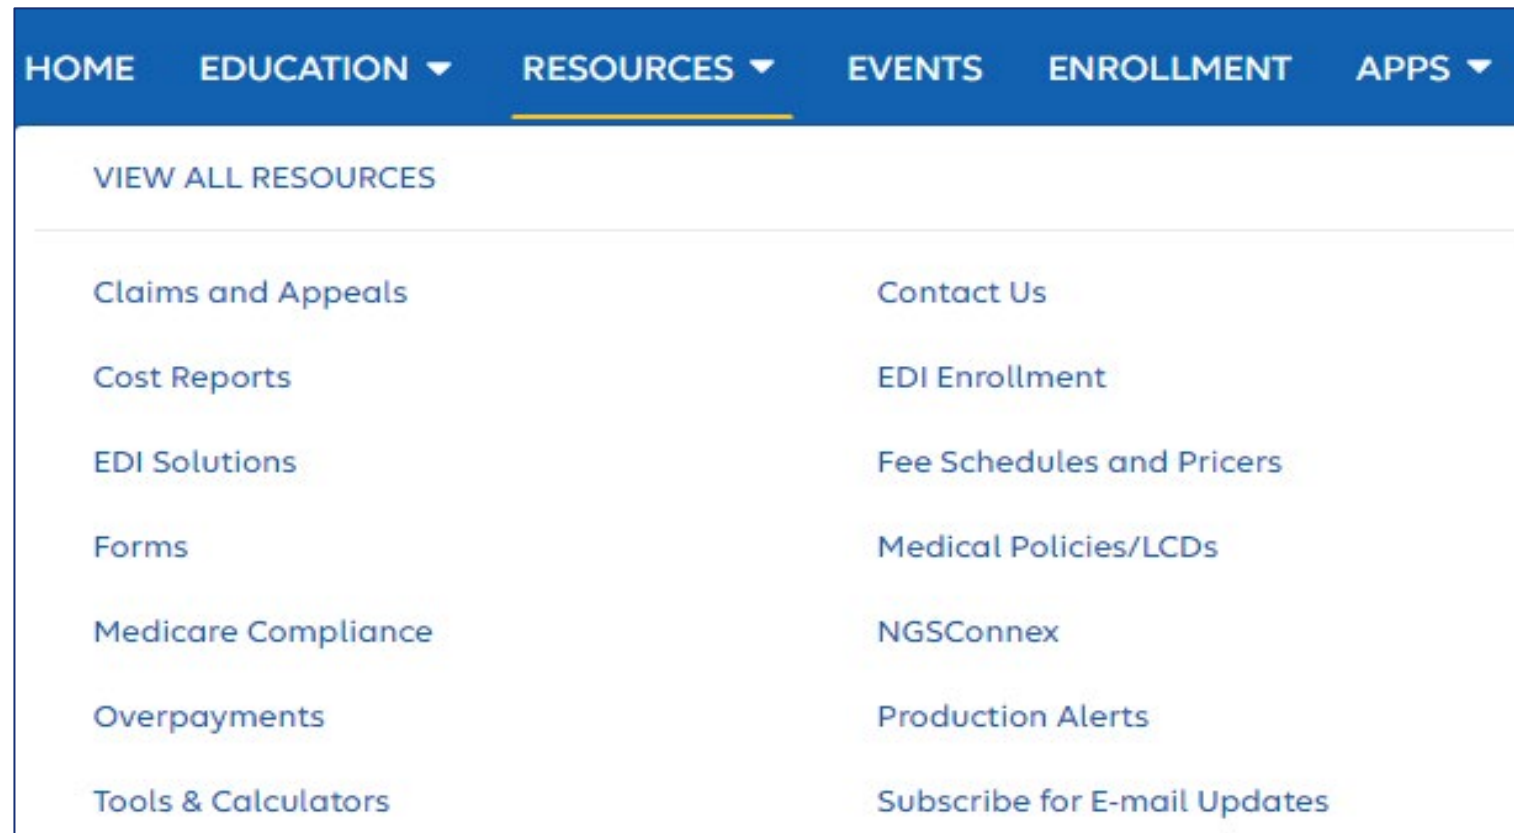 HOME EDUCATION RESOURCES EVENTS ENROLLMENT APPS
VIEW ALL RESOURCES
Claims and Appeals
Contact Us
Cost Reports
EDI Enrollment
EDI Solutions
Fee Schedules and Pricers
Forms
Medical Policies/LCDs
Medicare Compliance
NGSConnex
Overpayments
Production Alerts
Tools & Calculators
Subscribe for E-mail Updates